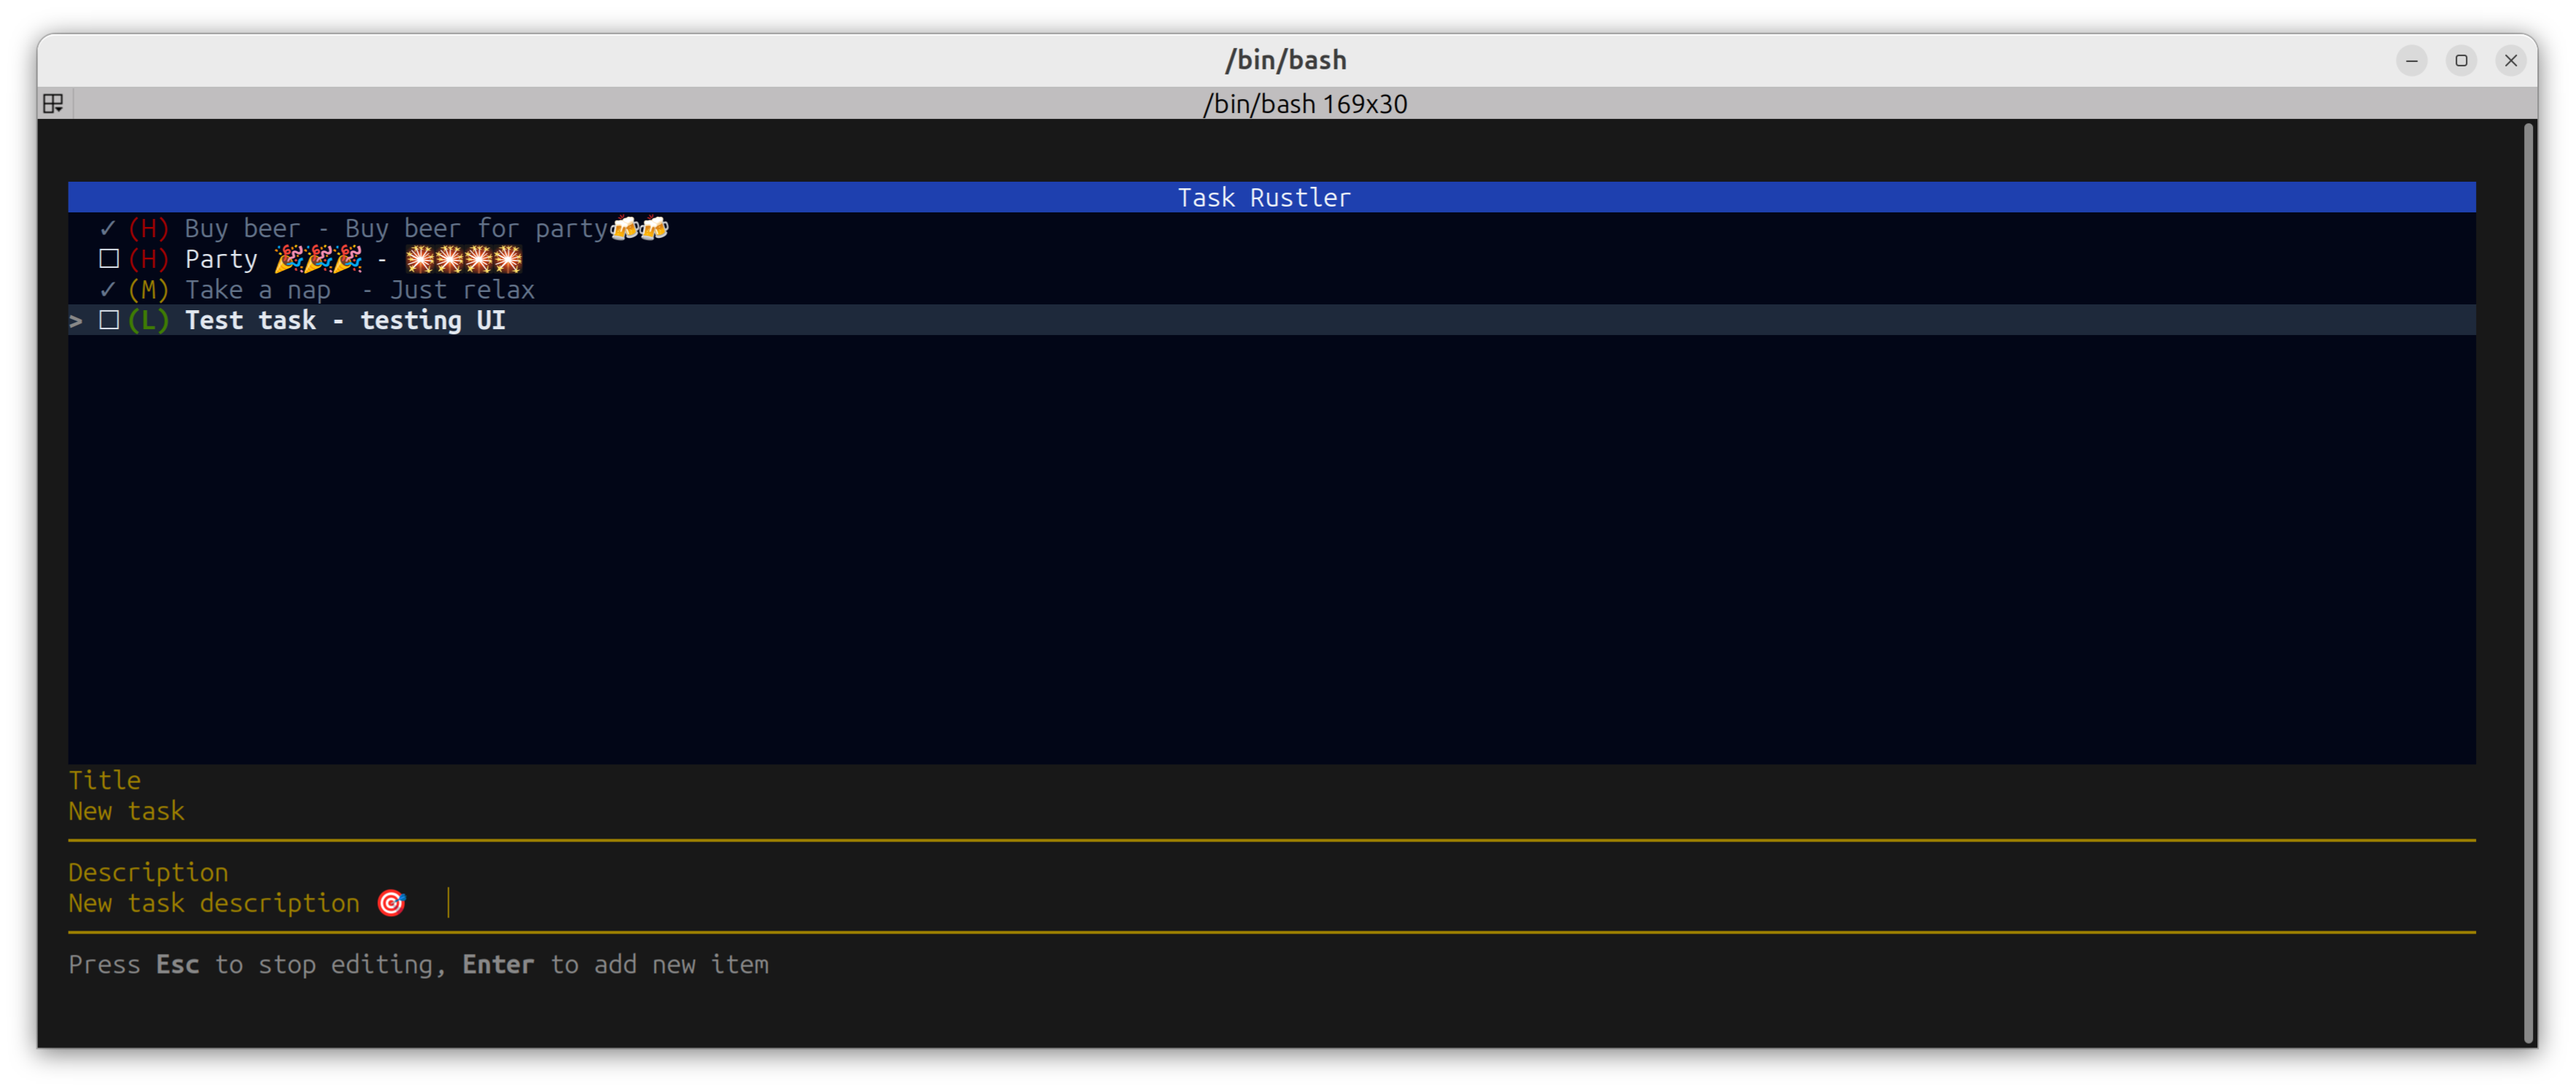 /bin/bash
/bin/bash 169x30
Task Rustler
✓ (H) Buy beer - Buy beer for party🍻🍻
☐ (H) Party 🎉🎉🎉 - 🎇🎇🎇🎇
✓ (M) Take a nap  - Just relax
> ☐ (L) Test task - testing UI
Title
New task
Description
New task description 🎯
Press Esc to stop editing, Enter to add new item